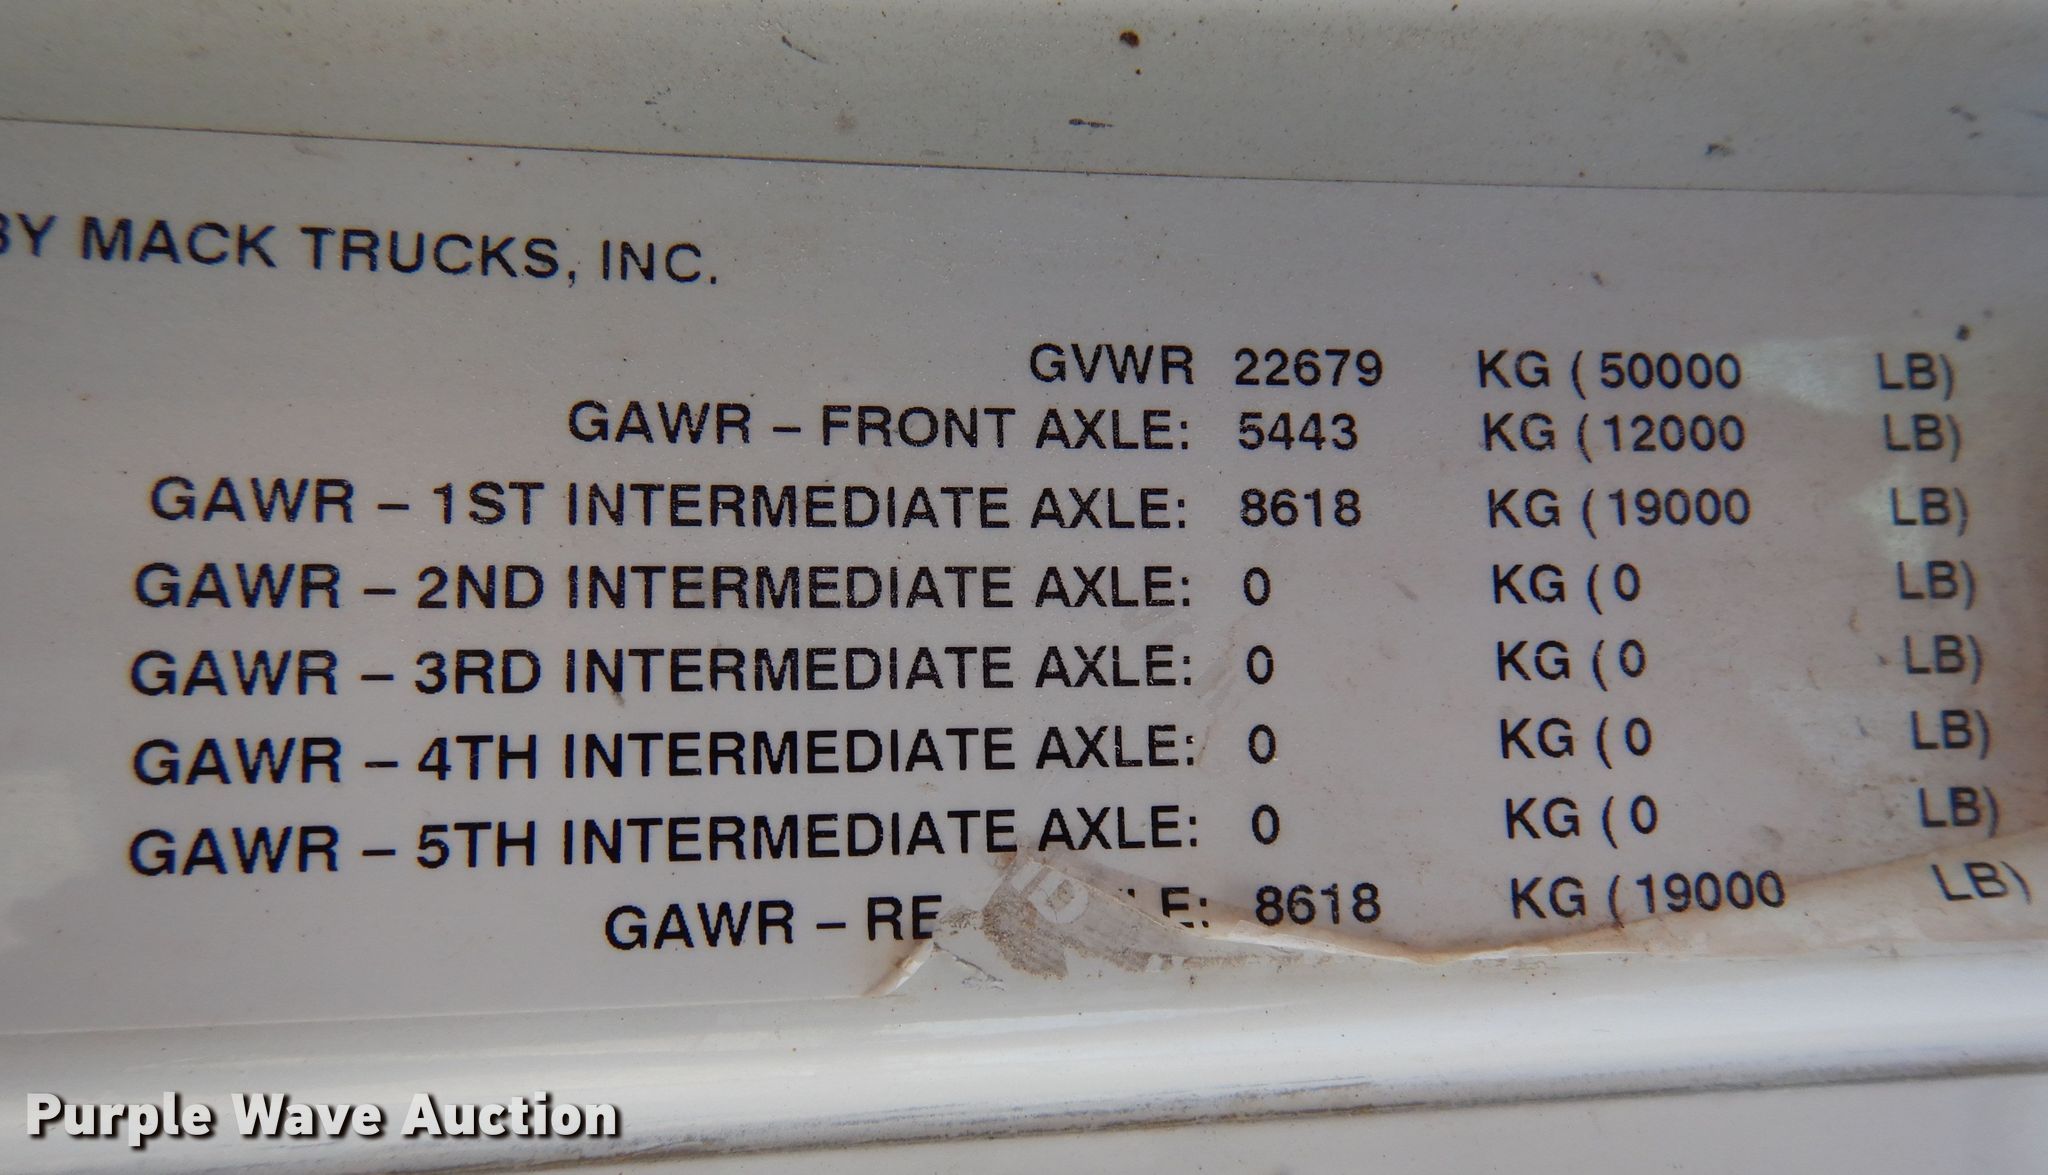 BY MACK TRUCKS, INC.
GVWR 22679 KG (50000 LB)
GAWR – FRONT AXLE: 5443 KG (12000 LB)
GAWR – 1ST INTERMEDIATE AXLE: 8618 KG (19000 LB)
GAWR – 2ND INTERMEDIATE AXLE: 0 KG (0 LB)
GAWR – 3RD INTERMEDIATE AXLE: 0 KG (0 LB)
GAWR – 4TH INTERMEDIATE AXLE: 0 KG (0 LB)
GAWR – 5TH INTERMEDIATE AXLE: 0 KG (0 LB)
GAWR – 8618 KG (19000 LB)
Purple Wave Auction